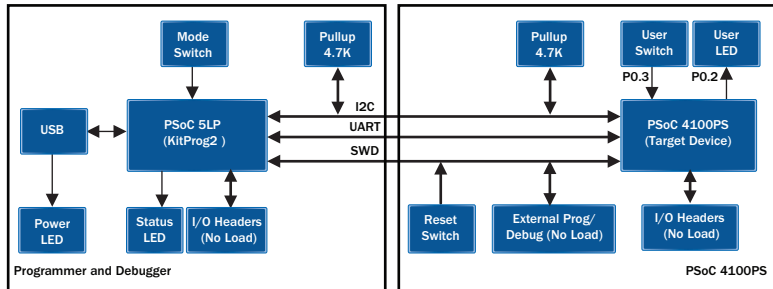 Mode
Switch
Pullup
4.7K
Pullup
4.7K
User
Switch
User
LED
P0.3
P0.2
I2C
USB
PSoC 5LP
(KitProg2 )
UART
PSoC 4100PS
(Target Device)
SWD
Power
LED
Status
LED
I/O Headers
(No Load)
Reset
Switch
External Prog/
Debug (No Load)
I/O Headers
(No Load)
Programmer and Debugger
PSoC 4100PS